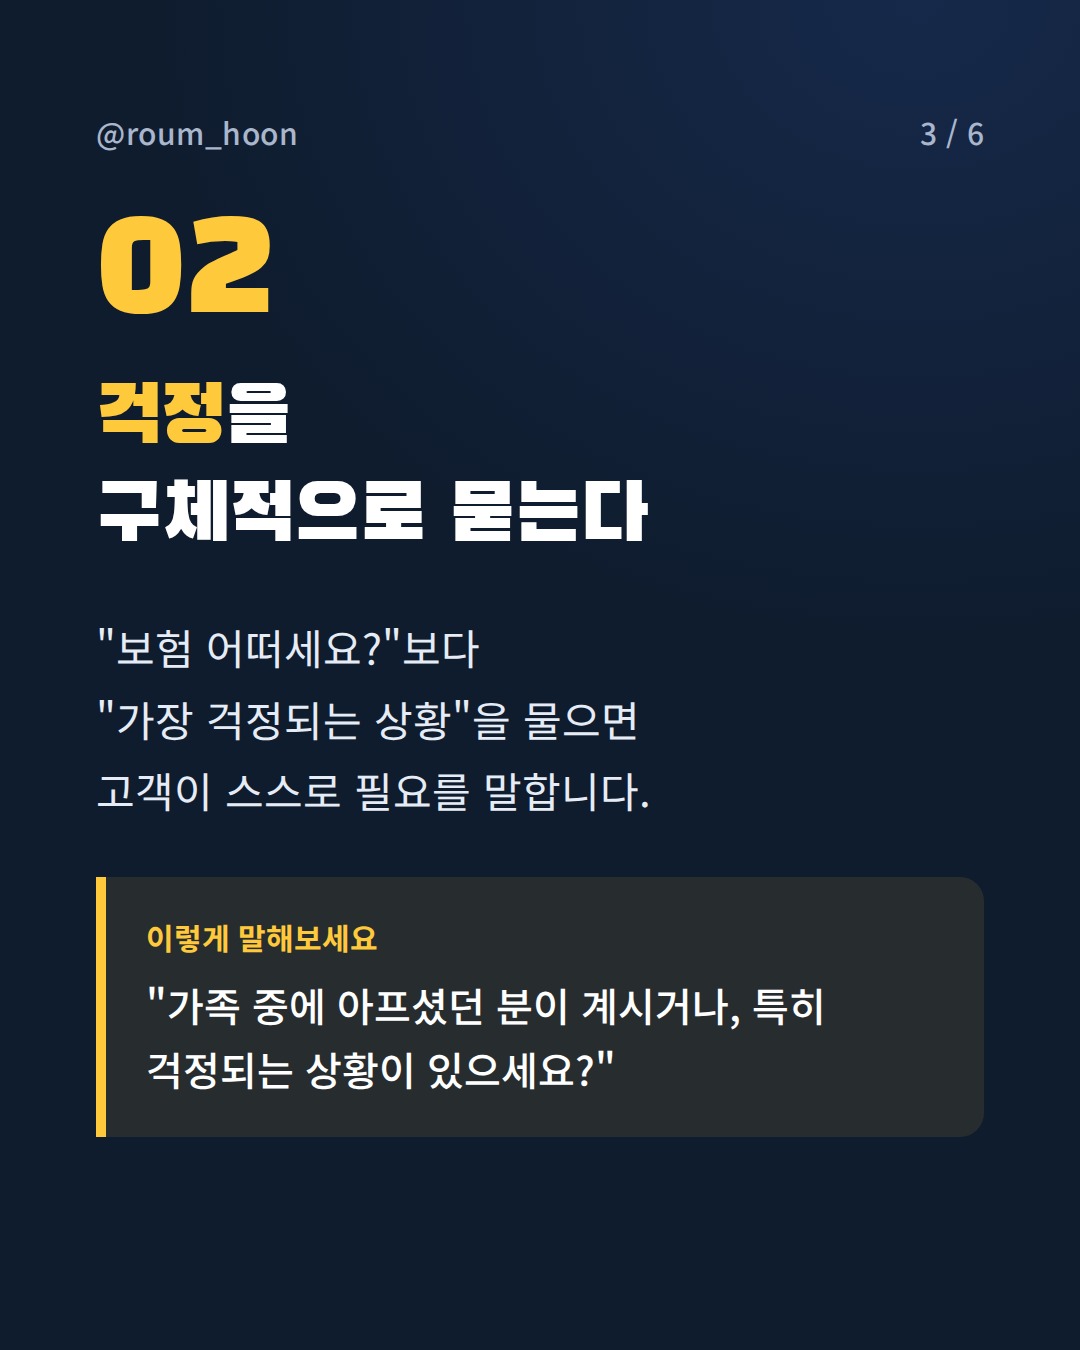 @roum_hoon
3 / 6
02
걱정을
구체적으로 묻는다
"보험 어떠세요?"보다
"가장 걱정되는 상황"을 물으면
고객이 스스로 필요를 말합니다.
이렇게 말해보세요
"가족 중에 아프셨던 분이 계시거나, 특히
걱정되는 상황이 있으세요?"